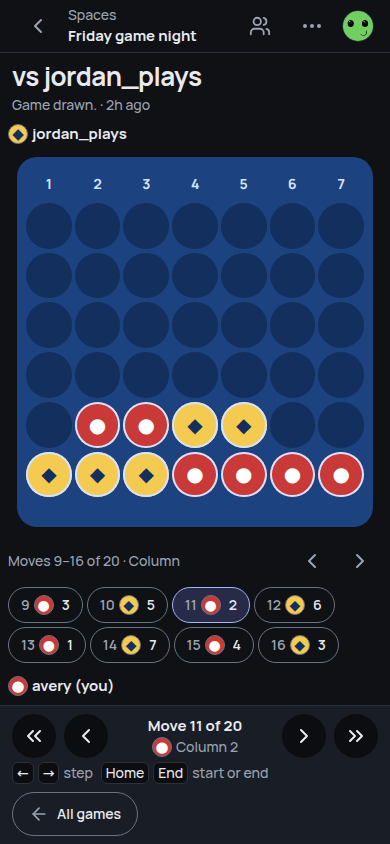 Spaces
Friday game night
vs jordan_plays
Game drawn. · 2h ago
jordan_plays
1 2 3 4 5 6 7
Moves 9–16 of 20 · Column
9 3 10 5 11 2 12 6
13 1 14 7 15 4 16 3
avery (you)
Move 11 of 20
Column 2
← → step Home End start or end
All games